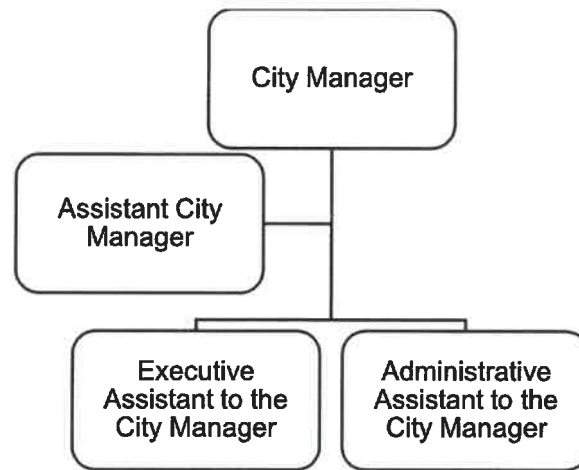 City Manager
Assistant City
Manager
Executive
Assistant to the
City Manager
Administrative
Assistant to the
City Manager